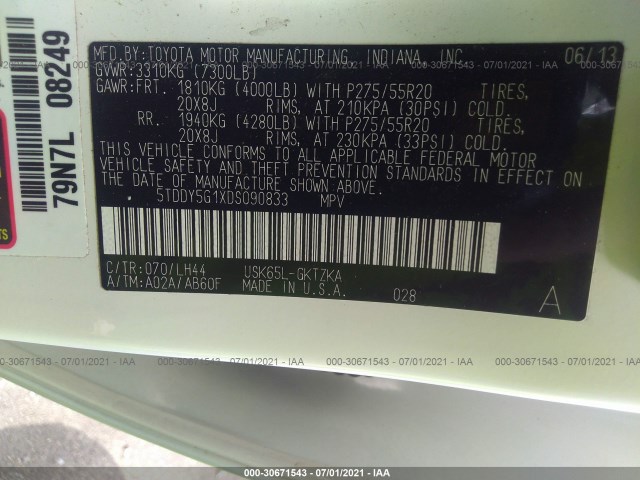 MFD.BY:TOYOTA MOTOR MANUFACTURING, INDIANA, INC. 06/13
GVWR:3310KG (7300LB)
GAWR:FRT. 1810KG (4000LB) WITH P275/55R20 TIRES,
20X8J RIMS, AT 210KPA (30PSI) COLD.
RR. 1940KG (4280LB) WITH P275/55R20 TIRES,
20X8J RIMS, AT 230KPA (33PSI) COLD.
THIS VEHICLE CONFORMS TO ALL APPLICABLE FEDERAL MOTOR
VEHICLE SAFETY AND THEFT PREVENTION STANDARDS IN EFFECT
ON THE DATE OF MANUFACTURE SHOWN ABOVE.
5TDDY5G1XDS090833 MPV
C/TR:070/LH44 USK65L-GKTZKA
A/TM:A02A/AB60F MADE IN U.S.A. 028 A
79N7L 08249
000-30671543 - 07/01/2021 - IAA
000-30671543 - 07/01/2021 - IAA
000-30671543 - 07/01/2021 - IAA
000-30671543 - 07/01/2021 - IAA
000-30671543 - 07/01/2021 - IAA